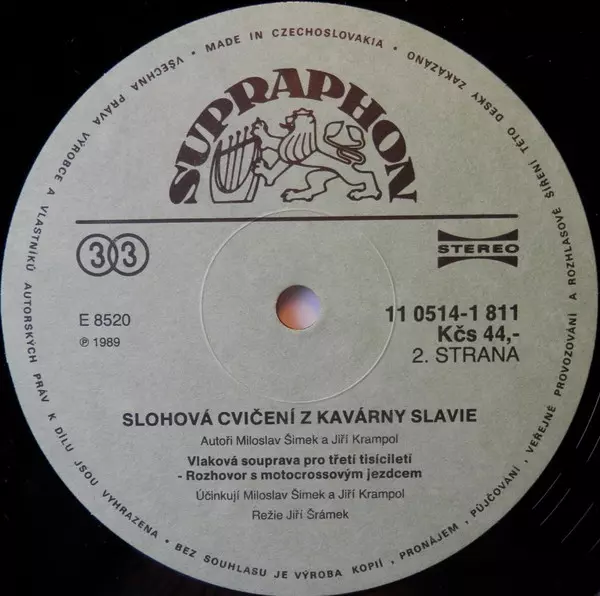 VŠECHNA PRÁVA VÝROBCE A VLASTNÍKŮ AUTORSKÝCH PRÁV K DÍLU JSOU VYHRAZENA • BEZ SOUHLASU JE VÝROBA KOPIÍ, PRONÁJEM, PŮJČOVÁNÍ, VEŘEJNÉ PROVOZOVÁNÍ A ROZHLASOVÉ ŠÍŘENÍ TÉTO DESKY ZAKÁZÁNO • MADE IN CZECHOSLOVAKIA •
SUPRAPHON
33
STEREO
E 8520
℗ 1989
11 0514-1 811
Kčs 44,-
2. STRANA
SLOHOVÁ CVIČENÍ Z KAVÁRNY SLAVIE
Autoři Miloslav Šimek a Jiří Krampol
Vlaková souprava pro třetí tisíciletí
- Rozhovor s motocrossovým jezdcem
Účinkují Miloslav Šimek a Jiří Krampol
Režie Jiří Šrámek